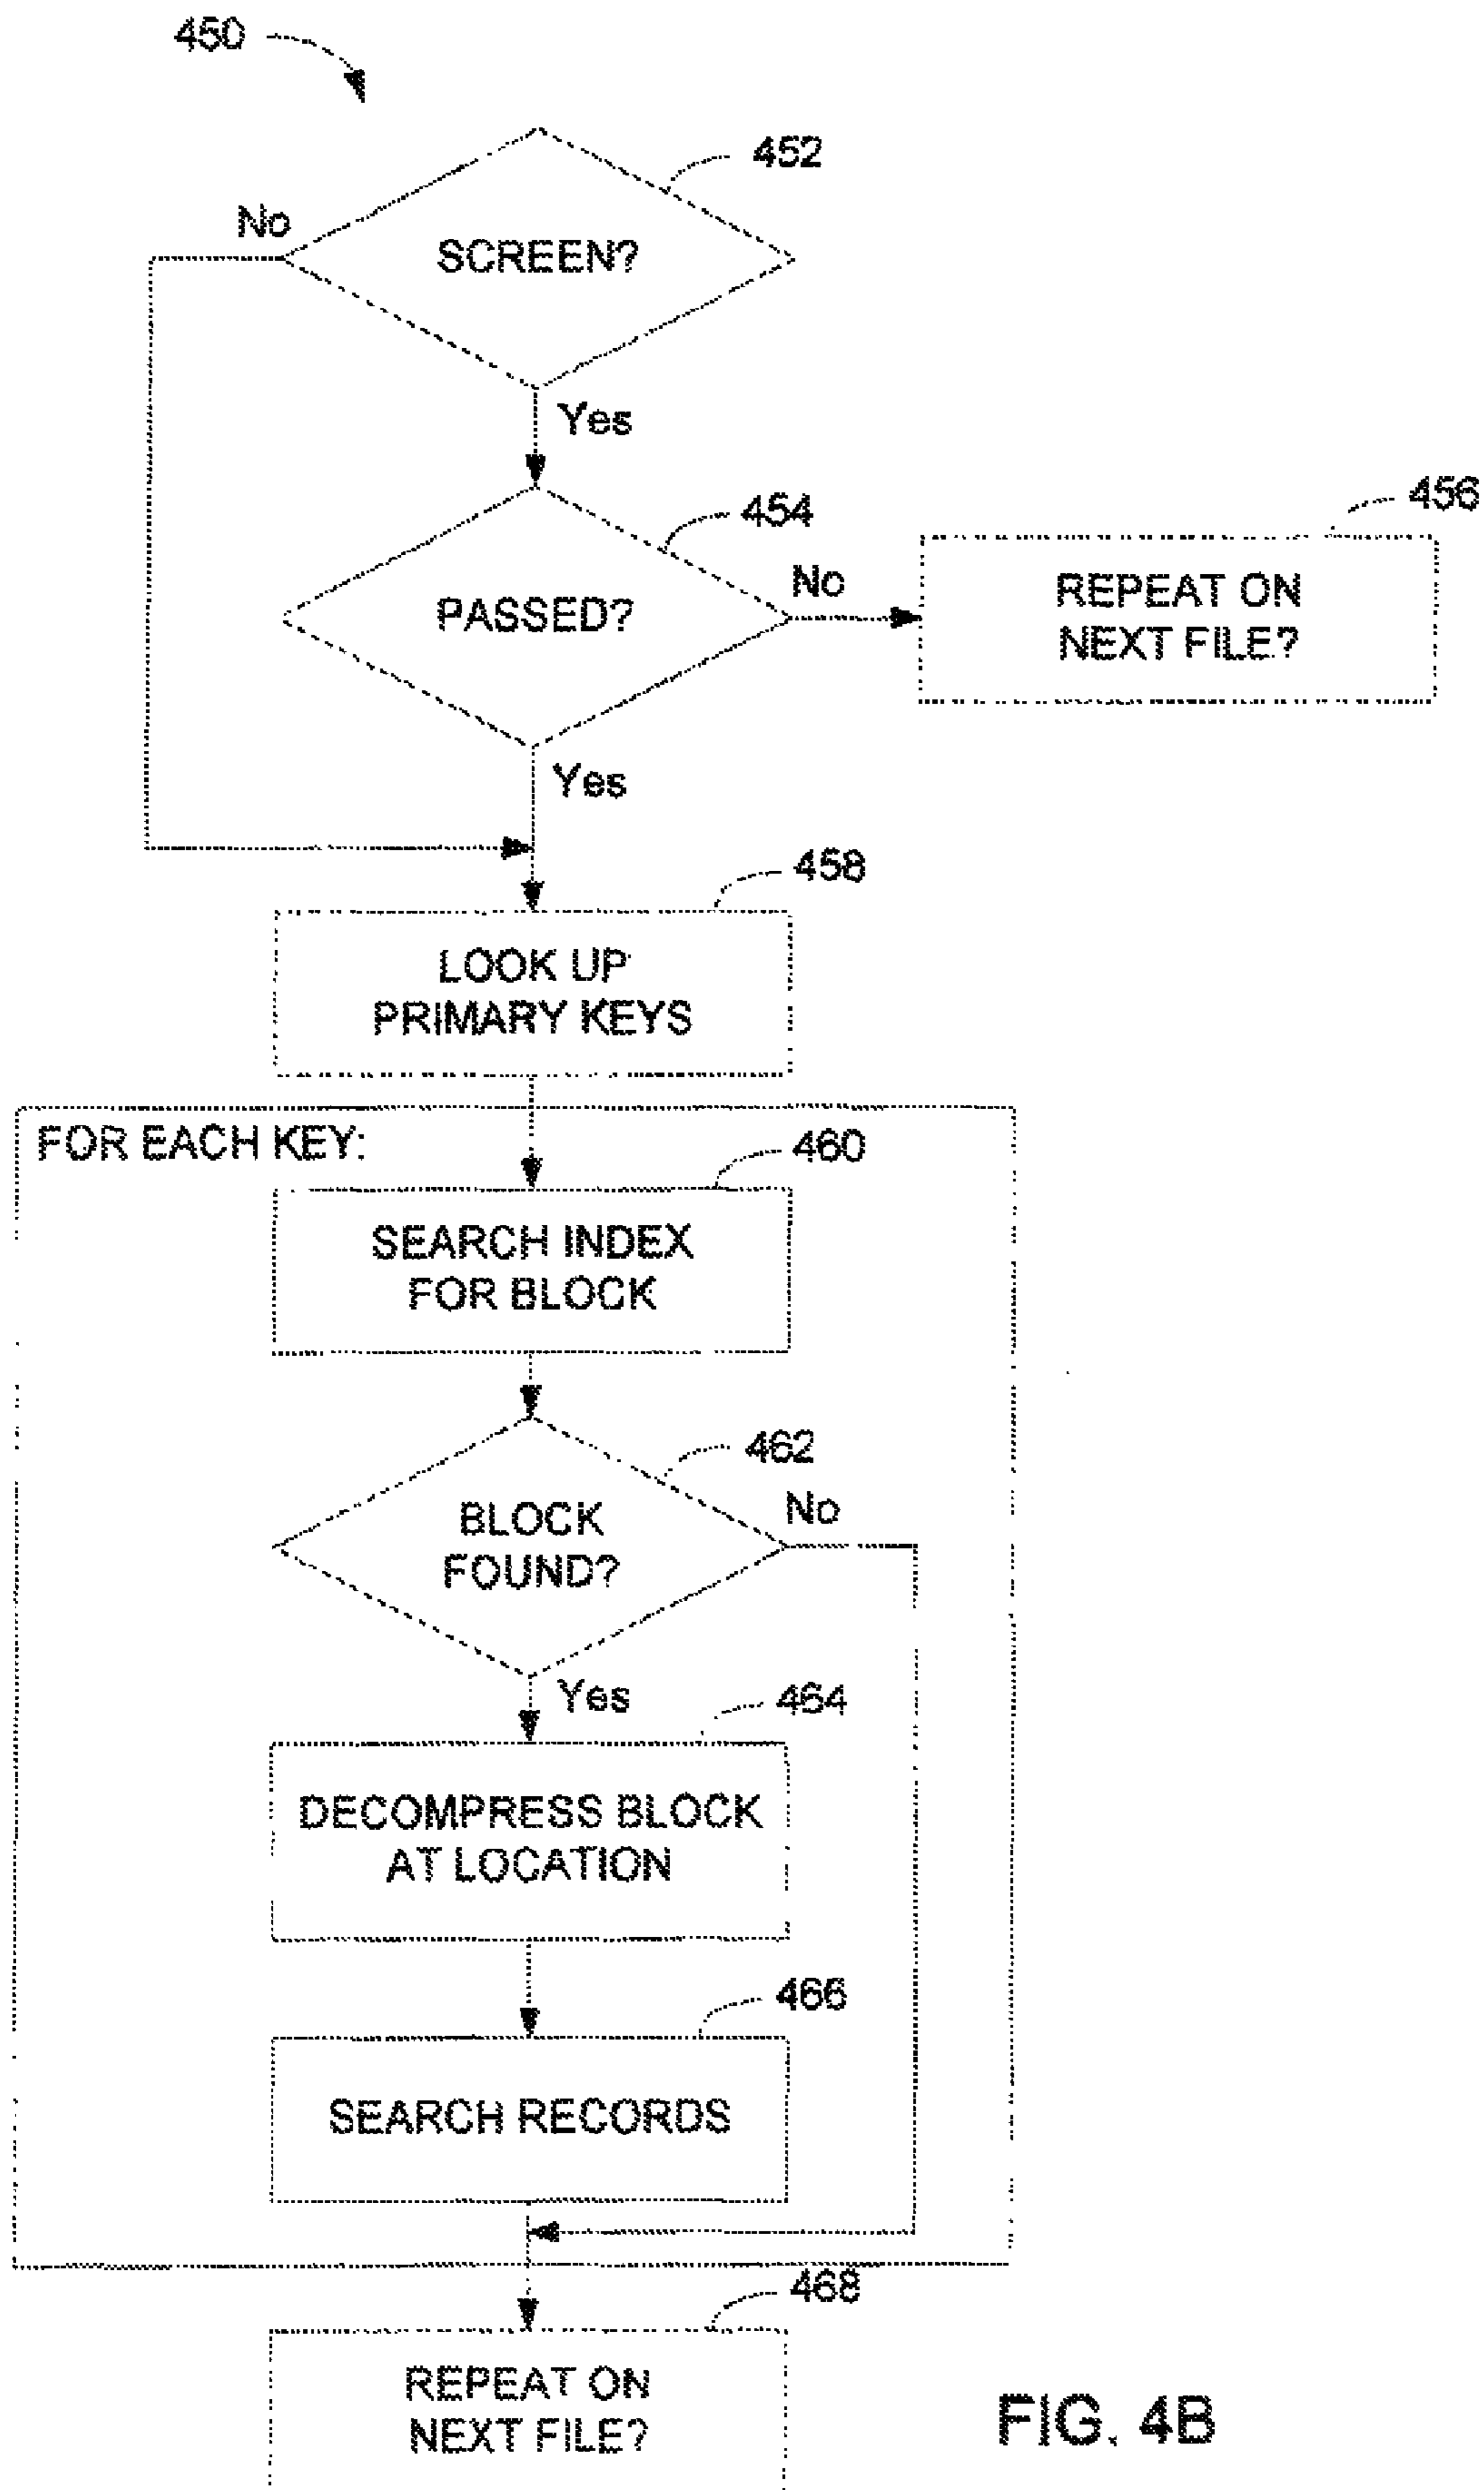 450
452
No
SCREEN?
Yes
454
456
No
PASSED?
REPEAT ON
NEXT FILE?
Yes
458
LOOK UP
PRIMARY KEYS
FOR EACH KEY:
460
SEARCH INDEX
FOR BLOCK
462
No
BLOCK
FOUND?
Yes
464
DECOMPRESS BLOCK
AT LOCATION
466
SEARCH RECORDS
468
REPEAT ON
NEXT FILE?
FIG. 4B